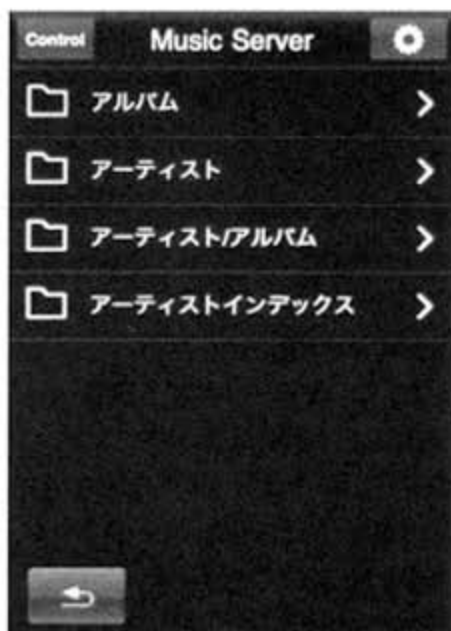 Control
Music Server
アルバム
アーティスト
アーティスト/アルバム
アーティストインデックス